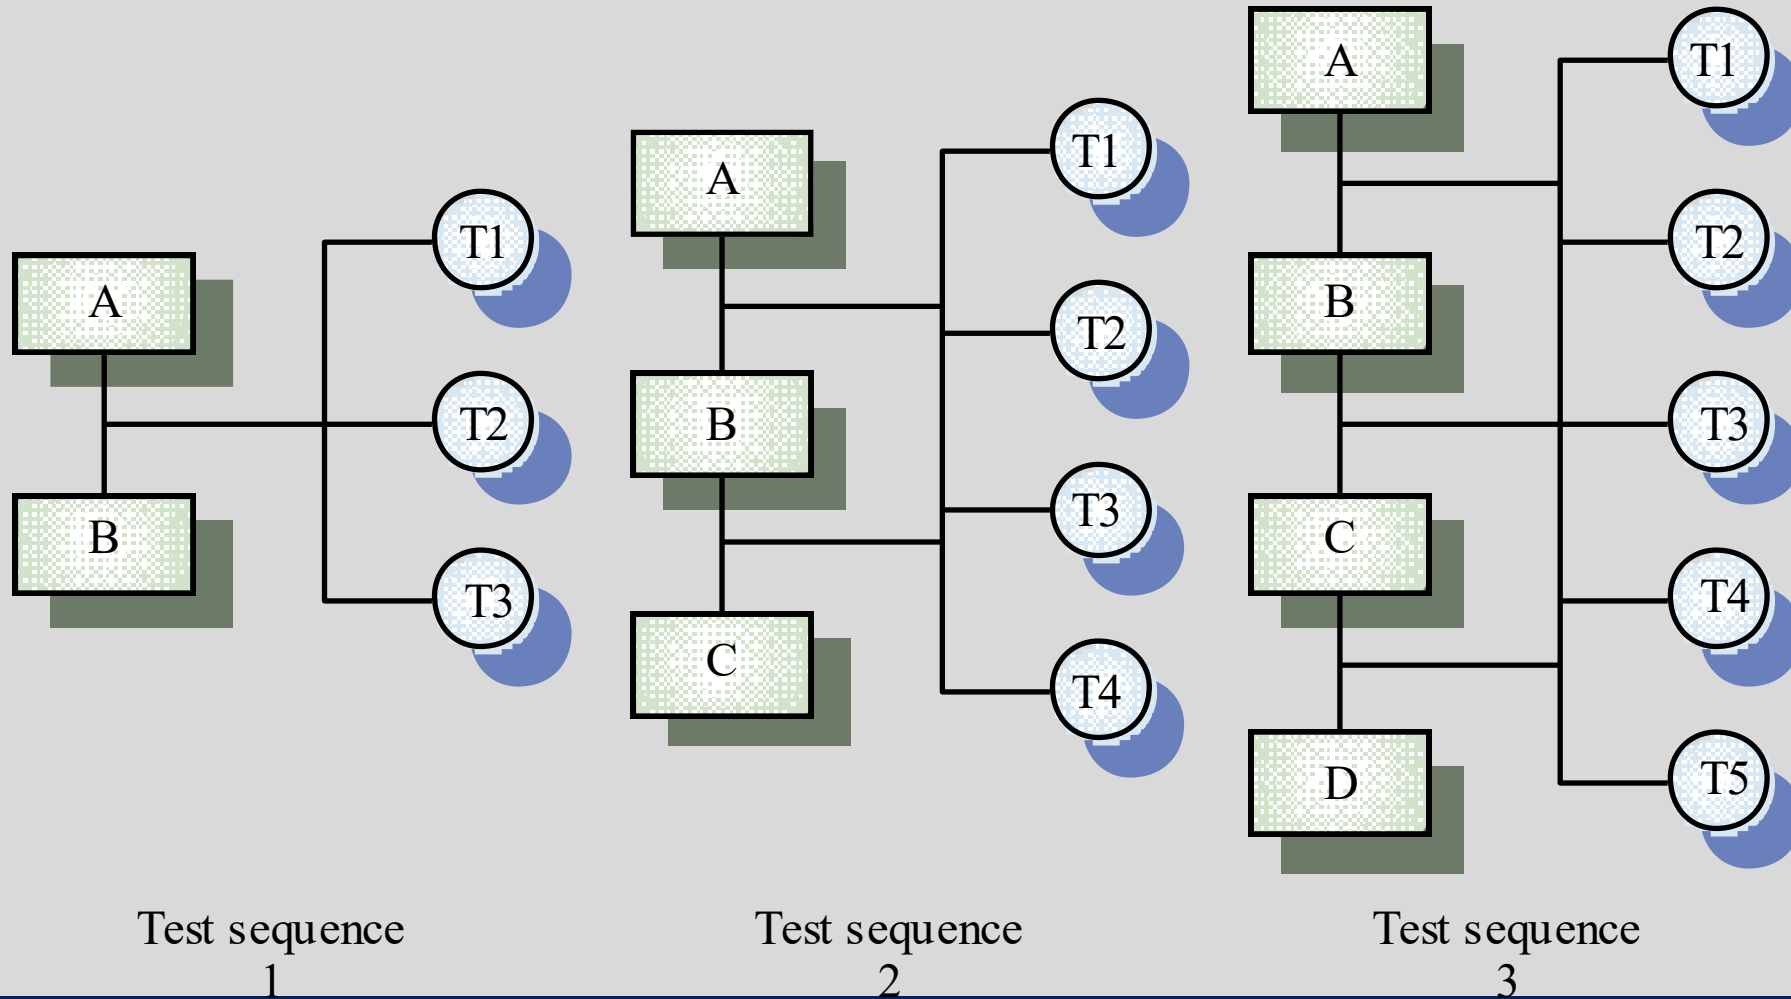 A
B
T1
T2
T3
Test sequence
1
A
B
C
T1
T2
T3
T4
Test sequence
2
A
B
C
D
T1
T2
T3
T4
T5
Test sequence
3